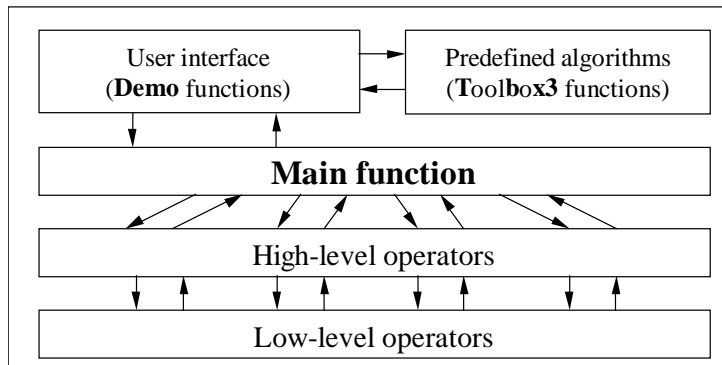 User interface
(Demo functions)
Predefined algorithms
(Toolbox3 functions)
Main function
High-level operators
Low-level operators